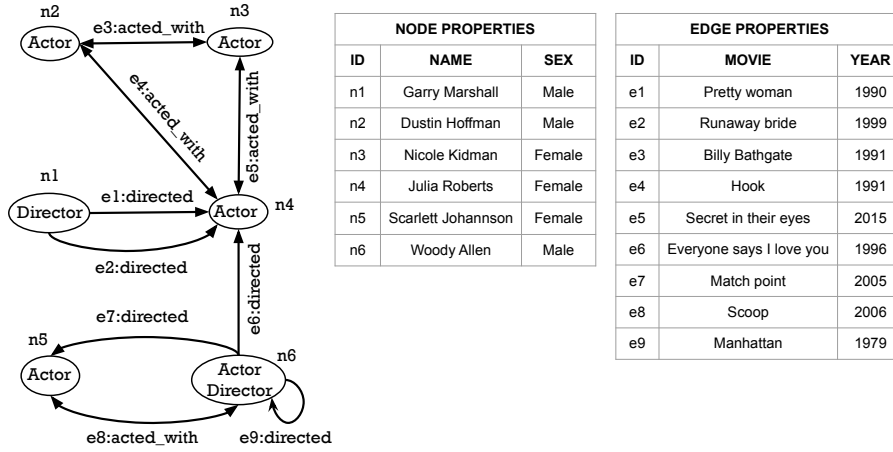 n2
Actor
e3:acted_with
n3
Actor
e4:acted_with
e5:acted_with
n1
Director
e1:directed
Actor
n4
e2:directed
e6:directed
e7:directed
n5
Actor
n6
Actor
Director
e8:acted_with
e9:directed
NODE PROPERTIES
ID NAME SEX
n1 Garry Marshall Male
n2 Dustin Hoffman Male
n3 Nicole Kidman Female
n4 Julia Roberts Female
n5 Scarlett Johannson Female
n6 Woody Allen Male
EDGE PROPERTIES
ID MOVIE YEAR
e1 Pretty woman 1990
e2 Runaway bride 1999
e3 Billy Bathgate 1991
e4 Hook 1991
e5 Secret in their eyes 2015
e6 Everyone says I love you 1996
e7 Match point 2005
e8 Scoop 2006
e9 Manhattan 1979